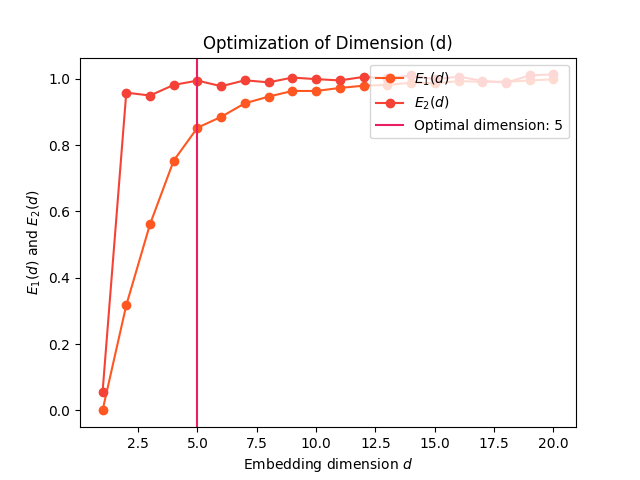 Optimization of Dimension (d)
E₁(d)
E₂(d)
Optimal dimension: 5
1.0
0.8
0.6
0.4
0.2
0.0
E₁(d) and E₂(d)
2.5 5.0 7.5 10.0 12.5 15.0 17.5 20.0
Embedding dimension d